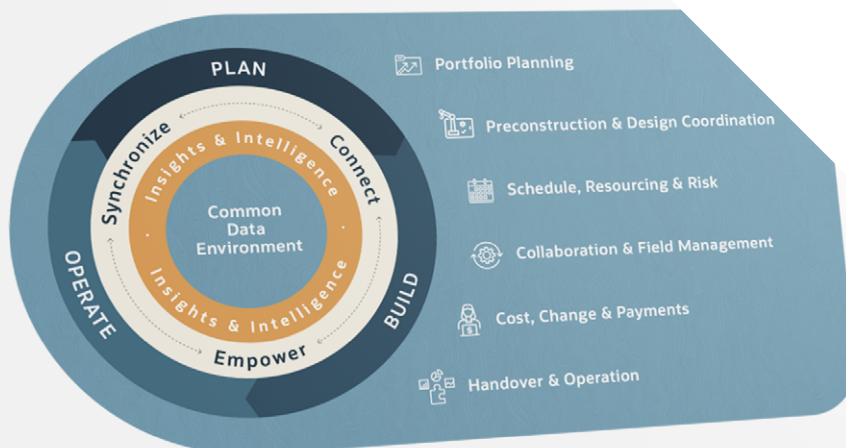 PLAN
Synchronize
Connect
Insights & Intelligence
Common
Data
Environment
Insights & Intelligence
OPERATE
BUILD
Empower
Portfolio Planning
Preconstruction & Design Coordination
Schedule, Resourcing & Risk
Collaboration & Field Management
Cost, Change & Payments
Handover & Operation